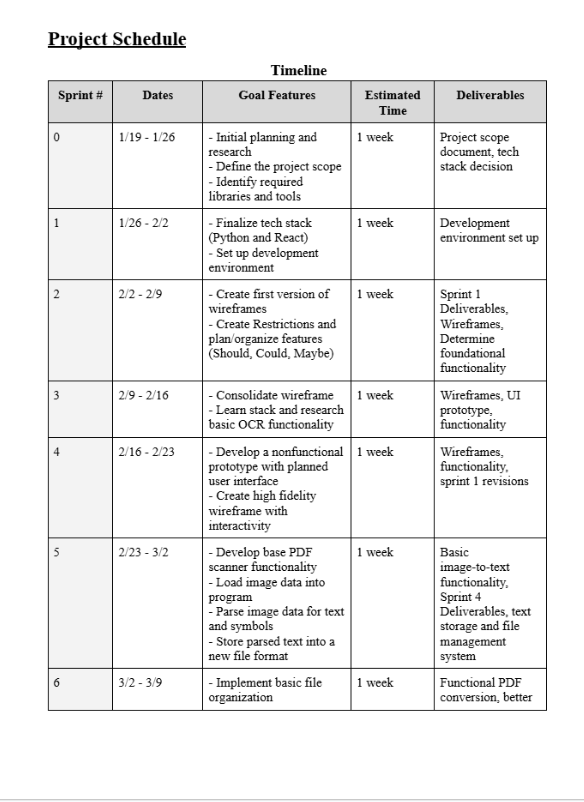 Project Schedule
Timeline
Sprint # Dates Goal Features Estimated Time Deliverables
0 1/19 - 1/26 - Initial planning and 1 week Project scope
research document, tech
- Define the project scope stack decision
- Identify required
libraries and tools
1 1/26 - 2/2 - Finalize tech stack 1 week Development
(Python and React) environment set up
- Set up development
environment
2 2/2 - 2/9 - Create first version of 1 week Sprint 1
wireframes Deliverables,
- Create Restrictions and Wireframes,
plan/organize features Determine
(Should, Could, Maybe) foundational
functionality
3 2/9 - 2/16 - Consolidate wireframe 1 week Wireframes, UI
- Learn stack and research prototype,
basic OCR functionality functionality
4 2/16 - 2/23 - Develop a nonfunctional 1 week Wireframes,
prototype with planned functionality,
user interface sprint 1 revisions
- Create high fidelity
wireframe with
interactivity
5 2/23 - 3/2 - Develop base PDF 1 week Basic
scanner functionality image-to-text
- Load image data into functionality,
program Sprint 4
- Parse image data for text Deliverables, text
and symbols storage and file
- Store parsed text into a management
new file format system
6 3/2 - 3/9 - Implement basic file 1 week Functional PDF
organization conversion, better